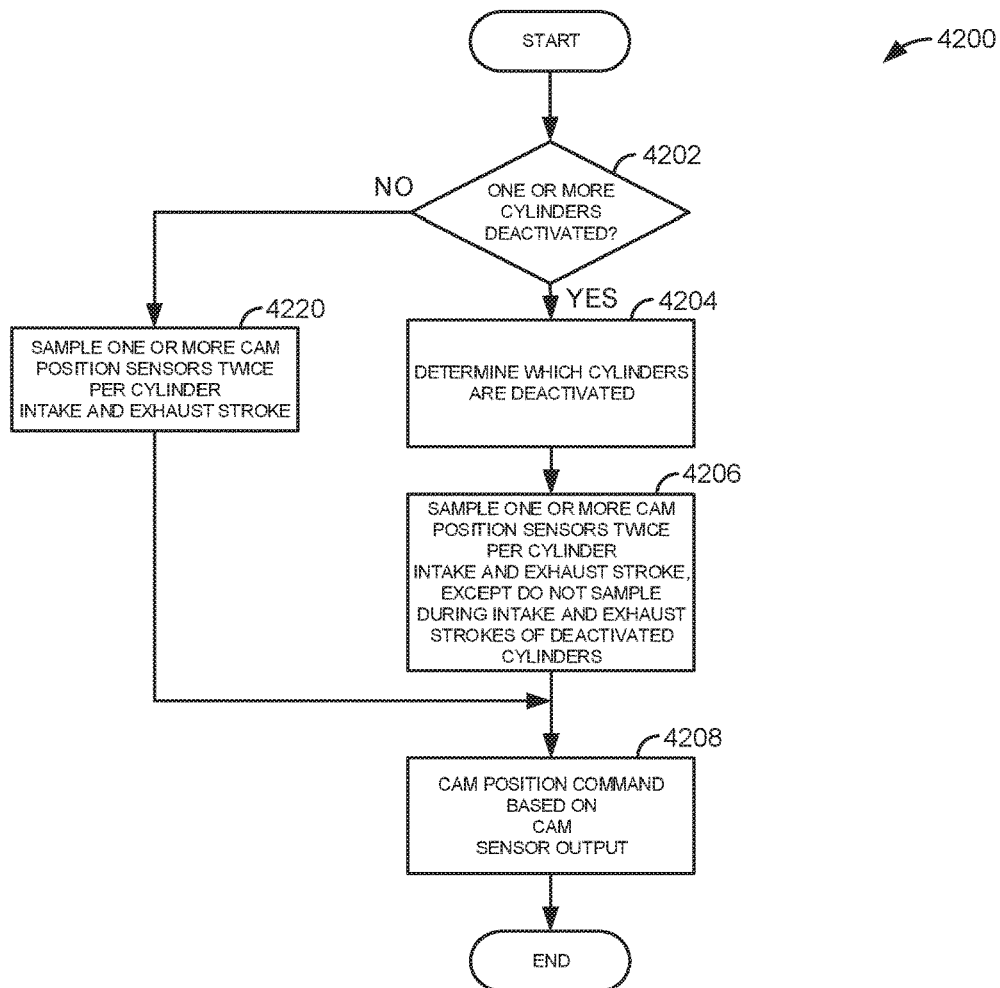 START
4200
4202
ONE OR MORE
CYLINDERS
DEACTIVATED?
NO
YES
4220
SAMPLE ONE OR MORE CAM
POSITION SENSORS TWICE
PER CYLINDER
INTAKE AND EXHAUST STROKE
4204
DETERMINE WHICH CYLINDERS
ARE DEACTIVATED
4206
SAMPLE ONE OR MORE CAM
POSITION SENSORS TWICE
PER CYLINDER
INTAKE AND EXHAUST STROKE,
EXCEPT DO NOT SAMPLE
DURING INTAKE AND EXHAUST
STROKES OF DEACTIVATED
CYLINDERS
4208
CAM POSITION COMMAND
BASED ON
CAM
SENSOR OUTPUT
END